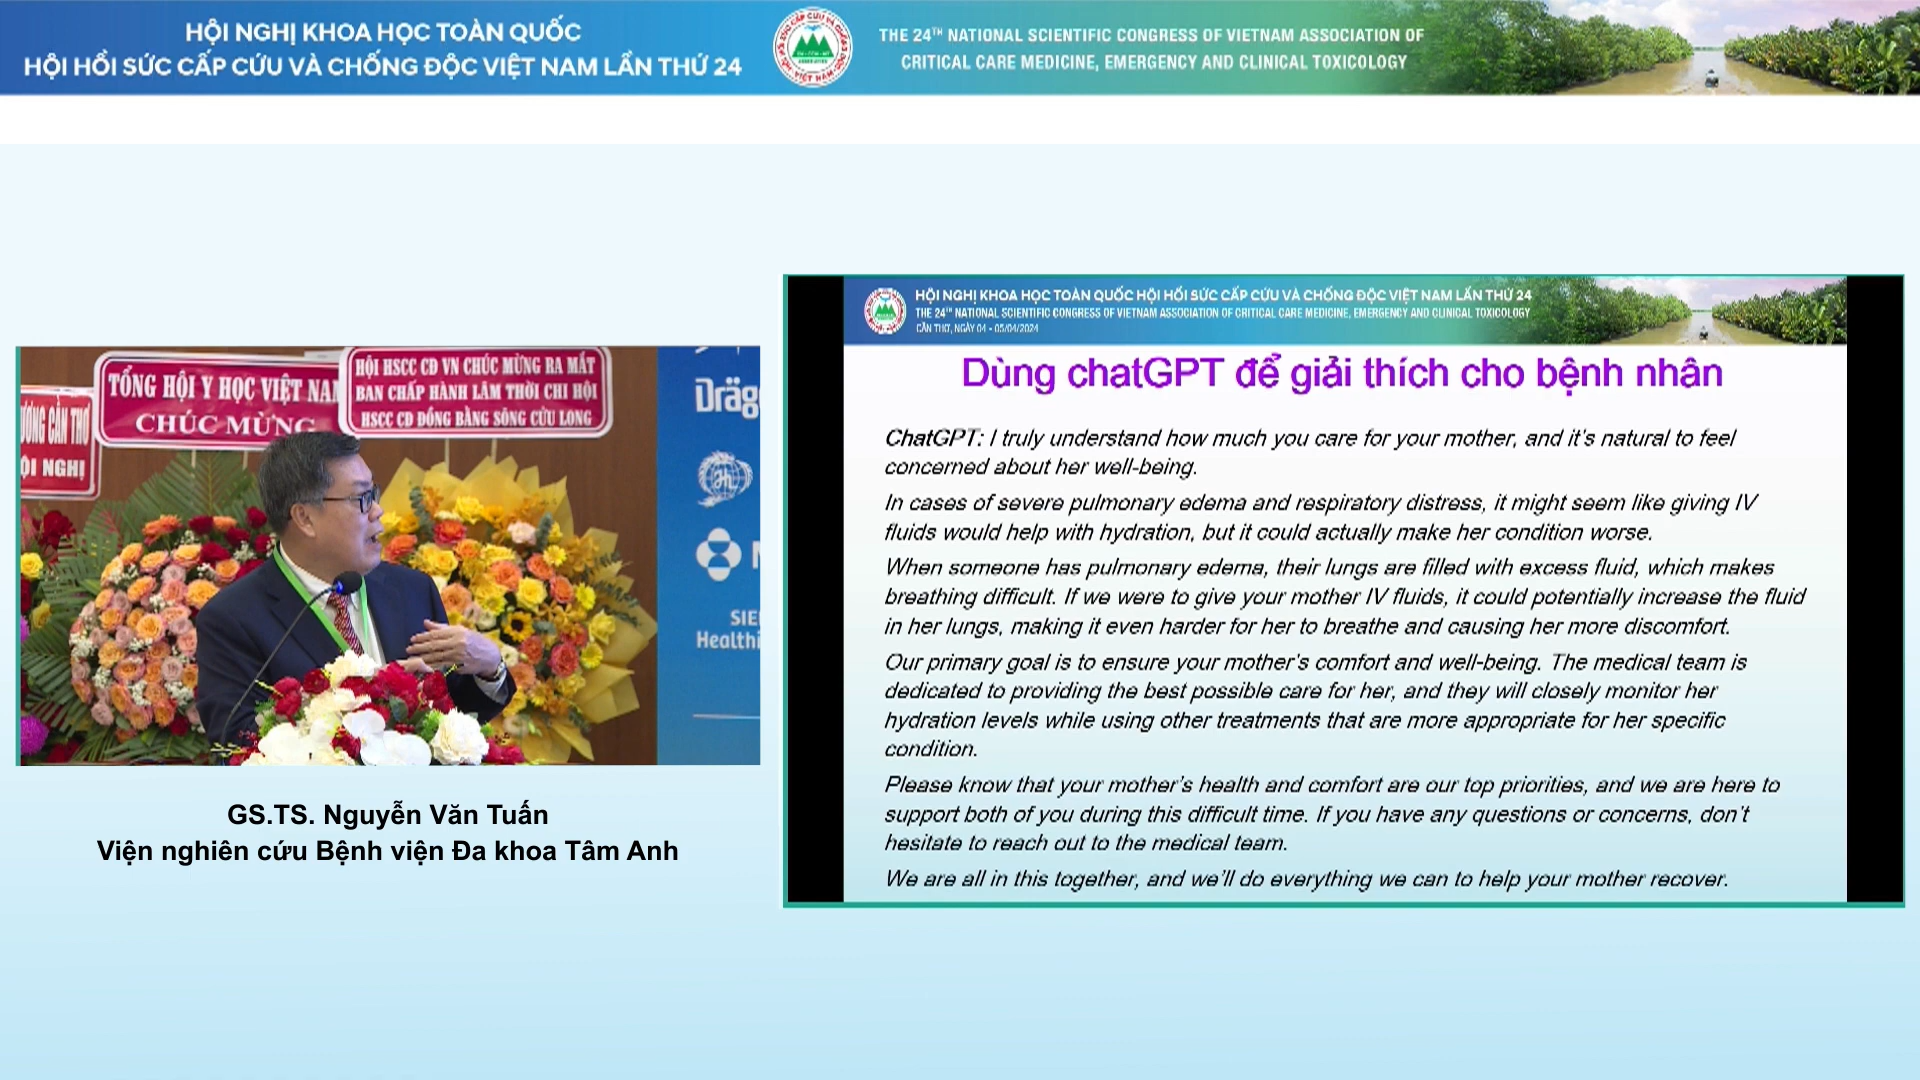 HỘI NGHỊ KHOA HỌC TOÀN QUỐC
HỘI HỒI SỨC CẤP CỨU VÀ CHỐNG ĐỘC VIỆT NAM LẦN THỨ 24
THE 24TH NATIONAL SCIENTIFIC CONGRESS OF VIETNAM ASSOCIATION OF
CRITICAL CARE MEDICINE, EMERGENCY AND CLINICAL TOXICOLOGY
TỔNG HỘI Y HỌC VIỆT NAM
CHÚC MỪNG
HỘI HSCC CĐ VN CHÚC MỪNG RA MẮT
BAN CHẤP HÀNH LÂM THỜI CHI HỘI
HSCC CĐ ĐỒNG BẰNG SÔNG CỬU LONG
ƯƠNG CẦN THƠ
ỘI NGHỊ
Dräg
SIE
Healthi
GS.TS. Nguyễn Văn Tuấn
Viện nghiên cứu Bệnh viện Đa khoa Tâm Anh
HỘI NGHỊ KHOA HỌC TOÀN QUỐC HỘI HỒI SỨC CẤP CỨU VÀ CHỐNG ĐỘC VIỆT NAM LẦN THỨ 24
THE 24TH NATIONAL SCIENTIFIC CONGRESS OF VIETNAM ASSOCIATION OF CRITICAL CARE MEDICINE, EMERGENCY AND CLINICAL TOXICOLOGY
CẦN THƠ, NGÀY 04 - 05/04/2024
Dùng chatGPT để giải thích cho bệnh nhân
ChatGPT: I truly understand how much you care for your mother, and it's natural to feel
concerned about her well-being.
In cases of severe pulmonary edema and respiratory distress, it might seem like giving IV
fluids would help with hydration, but it could actually make her condition worse.
When someone has pulmonary edema, their lungs are filled with excess fluid, which makes
breathing difficult. If we were to give your mother IV fluids, it could potentially increase the fluid
in her lungs, making it even harder for her to breathe and causing her more discomfort.
Our primary goal is to ensure your mother's comfort and well-being. The medical team is
dedicated to providing the best possible care for her, and they will closely monitor her
hydration levels while using other treatments that are more appropriate for her specific
condition.
Please know that your mother's health and comfort are our top priorities, and we are here to
support both of you during this difficult time. If you have any questions or concerns, don't
hesitate to reach out to the medical team.
We are all in this together, and we'll do everything we can to help your mother recover.